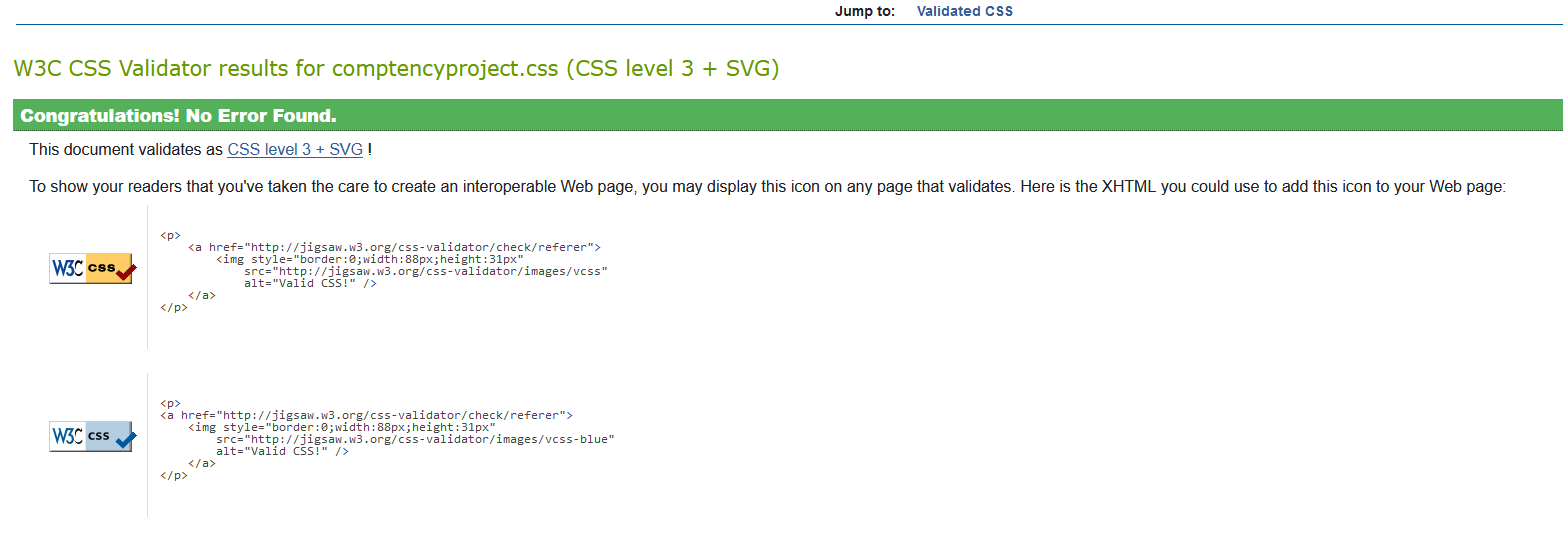 Jump to: Validated CSS
W3C CSS Validator results for comptencyproject.css (CSS level 3 + SVG)
Congratulations! No Error Found.
This document validates as CSS level 3 + SVG !
To show your readers that you've taken the care to create an interoperable Web page, you may display this icon on any page that validates. Here is the XHTML you could use to add this icon to your Web page:
W3C css
<p>
<a href="http://jigsaw.w3.org/css-validator/check/referer">
<img style="border:0;width:88px;height:31px"
src="http://jigsaw.w3.org/css-validator/images/vcss"
alt="Valid CSS!" />
</a>
</p>
W3C css
<p>
<a href="http://jigsaw.w3.org/css-validator/check/referer">
<img style="border:0;width:88px;height:31px"
src="http://jigsaw.w3.org/css-validator/images/vcss-blue"
alt="Valid CSS!" />
</a>
</p>